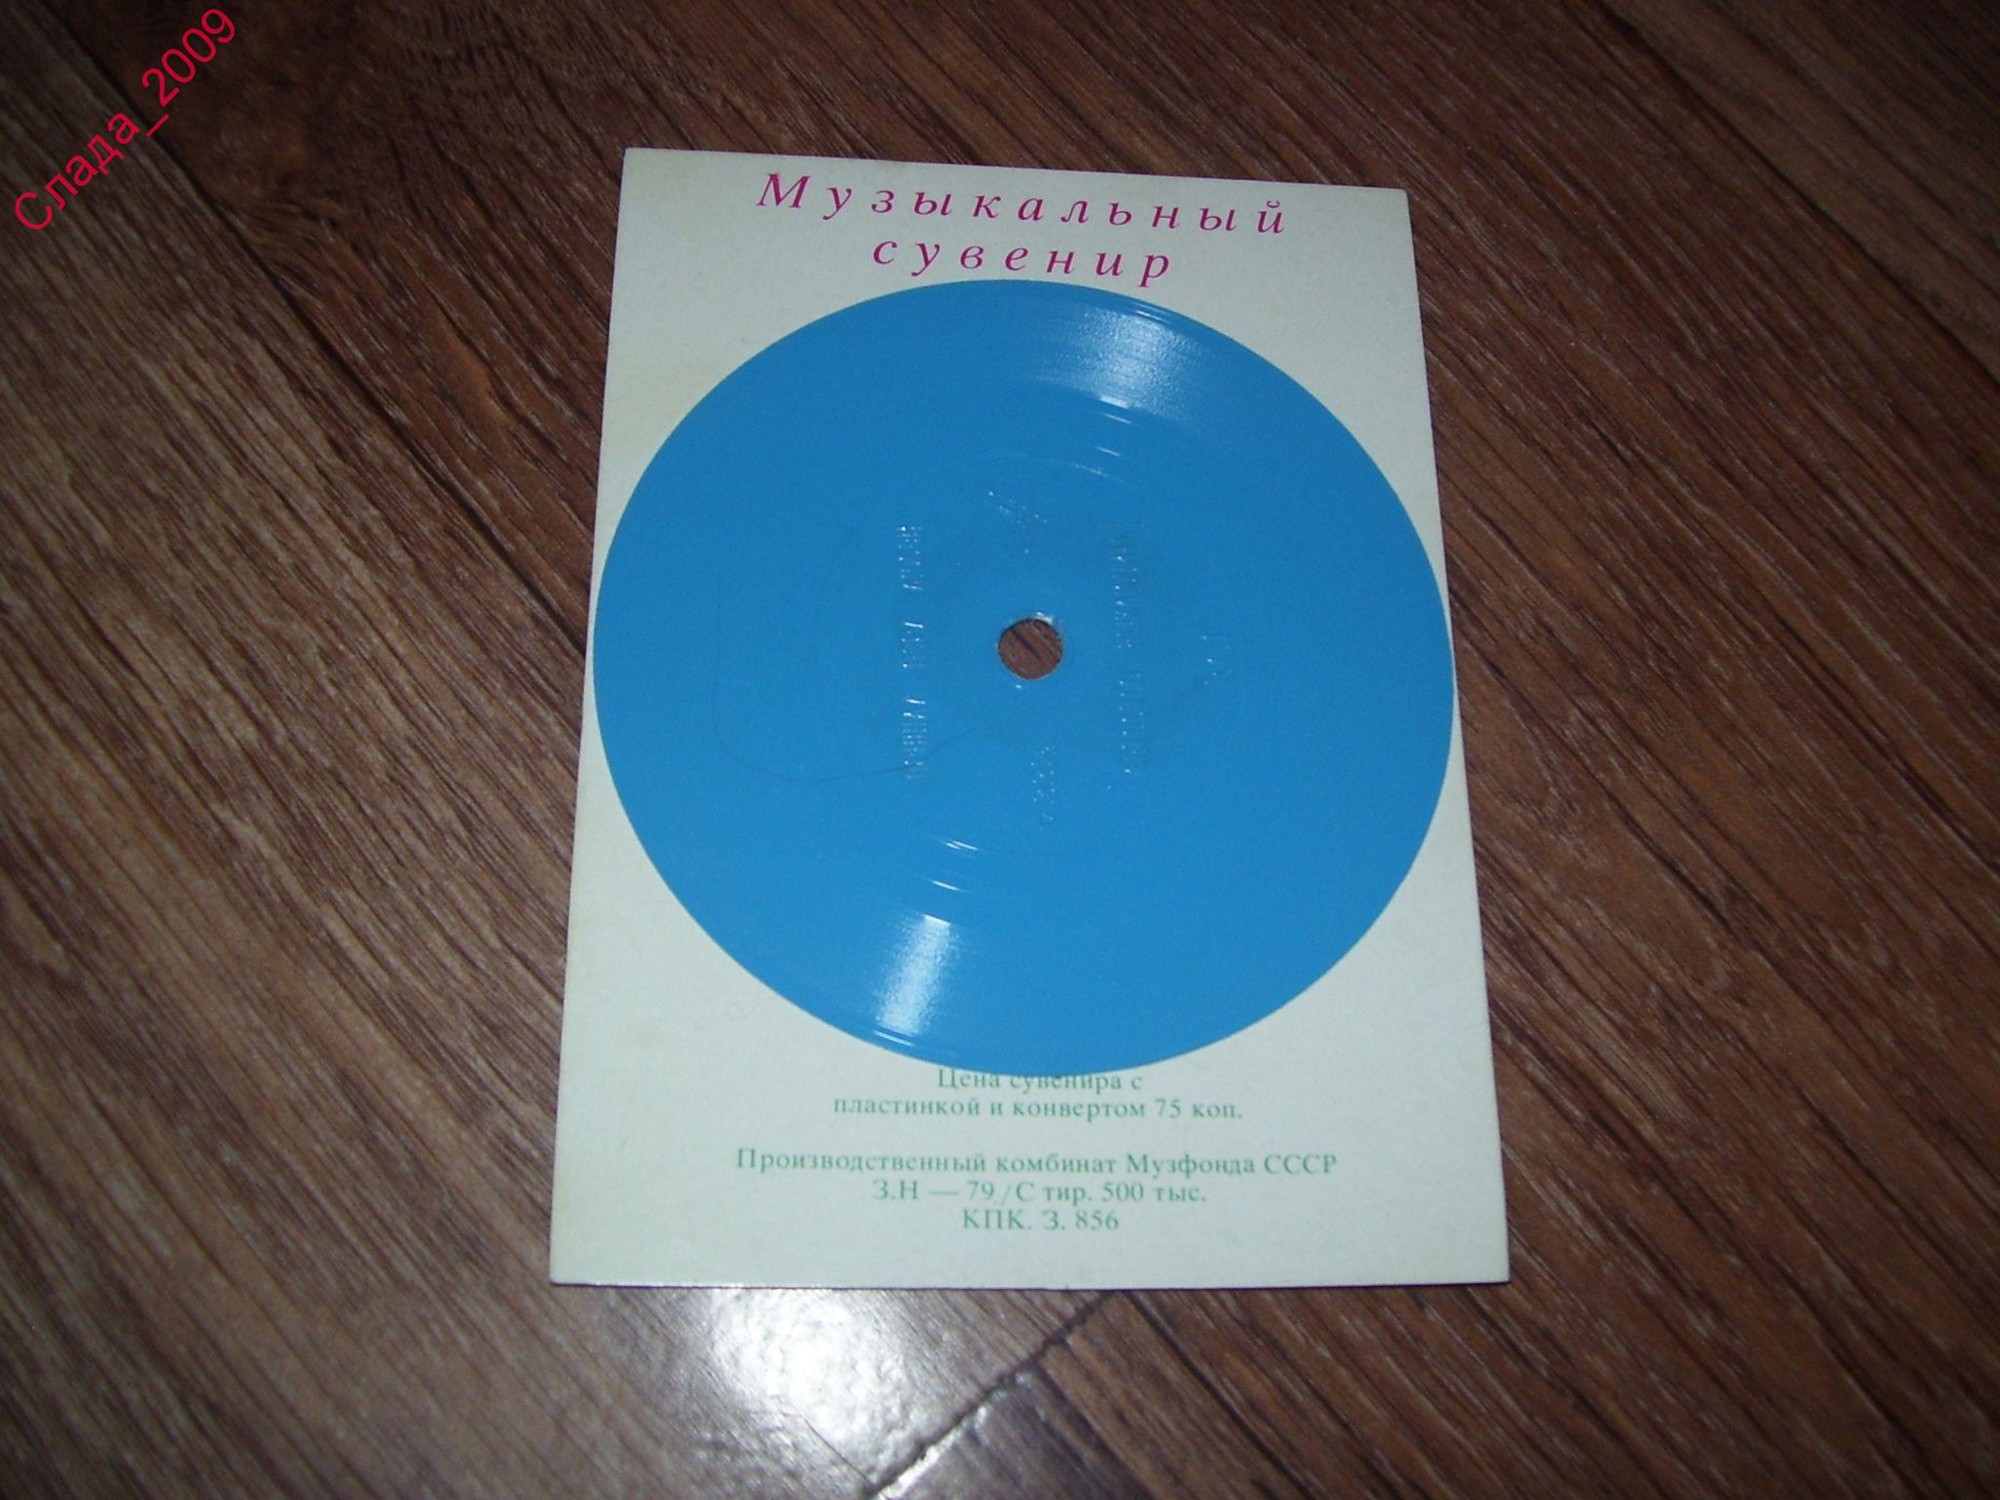 Слада_2009
Музыкальный
сувенир
Цена сувенира с
пластинкой и конвертом 75 коп.
Производственный комбинат Музфонда СССР
З.Н — 79/С тир. 500 тыс.
КПК. З. 856